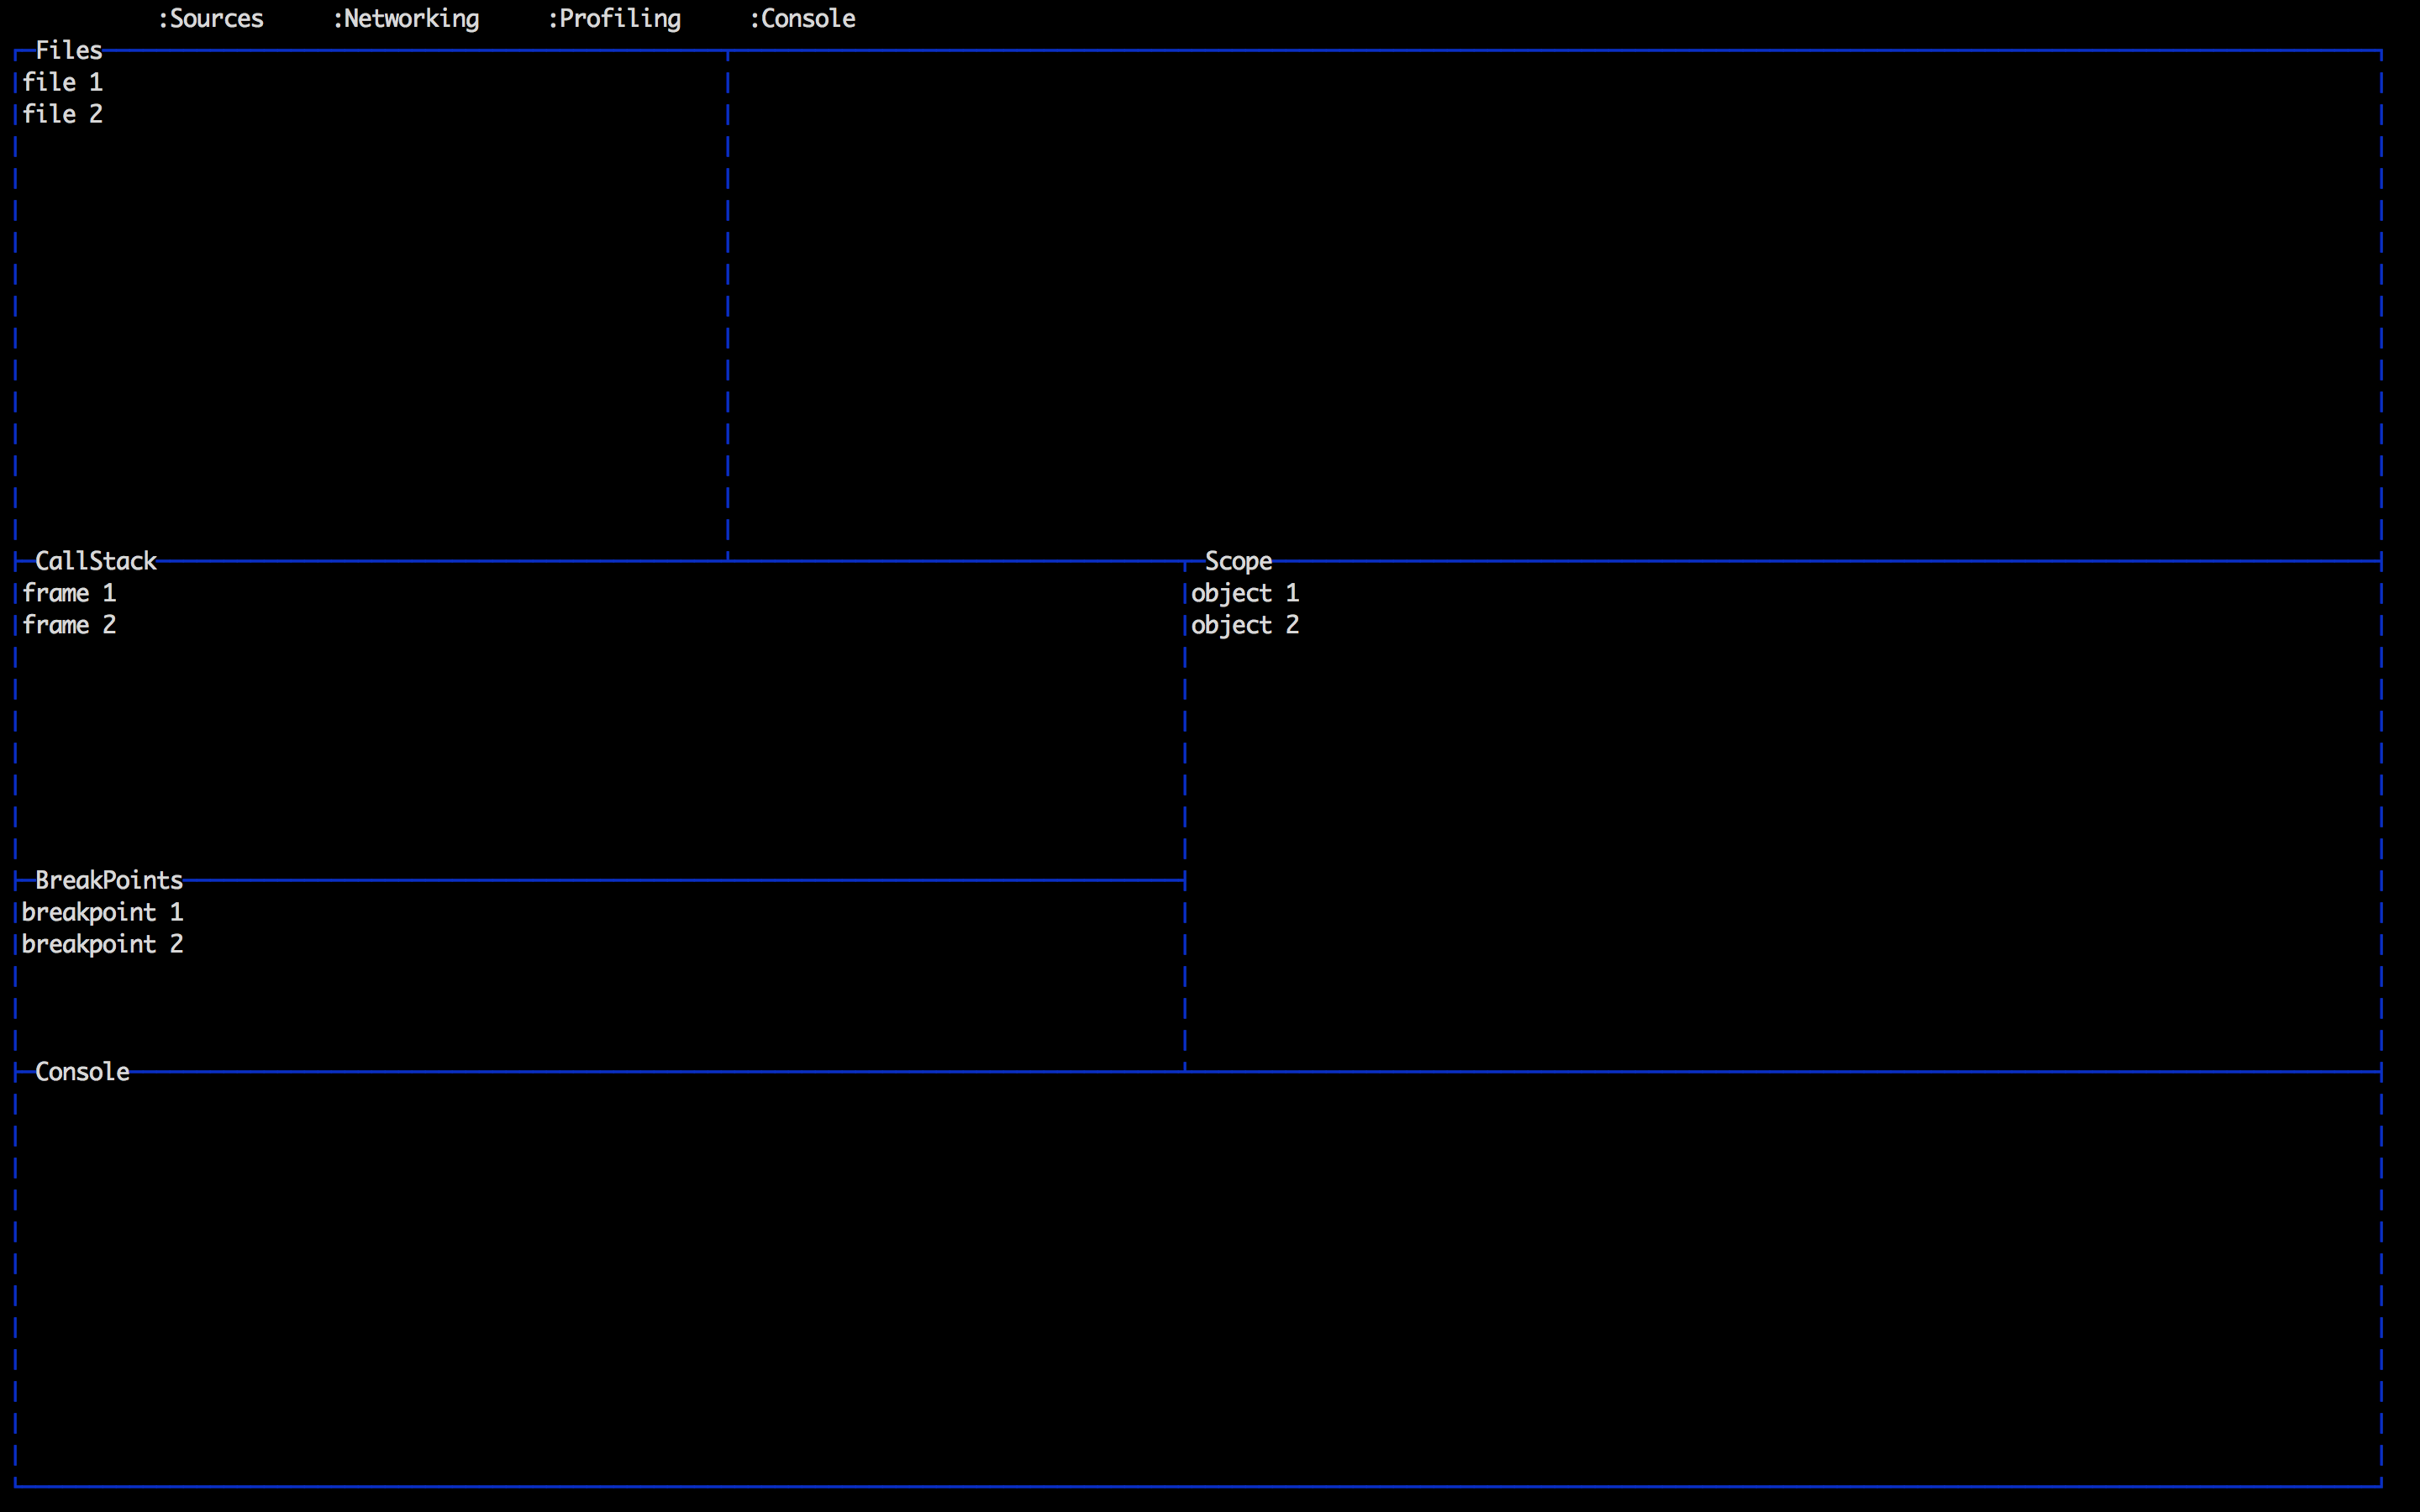 :Sources :Networking :Profiling :Console
Files
file 1
file 2
CallStack
frame 1
frame 2
Scope
object 1
object 2
BreakPoints
breakpoint 1
breakpoint 2
Console